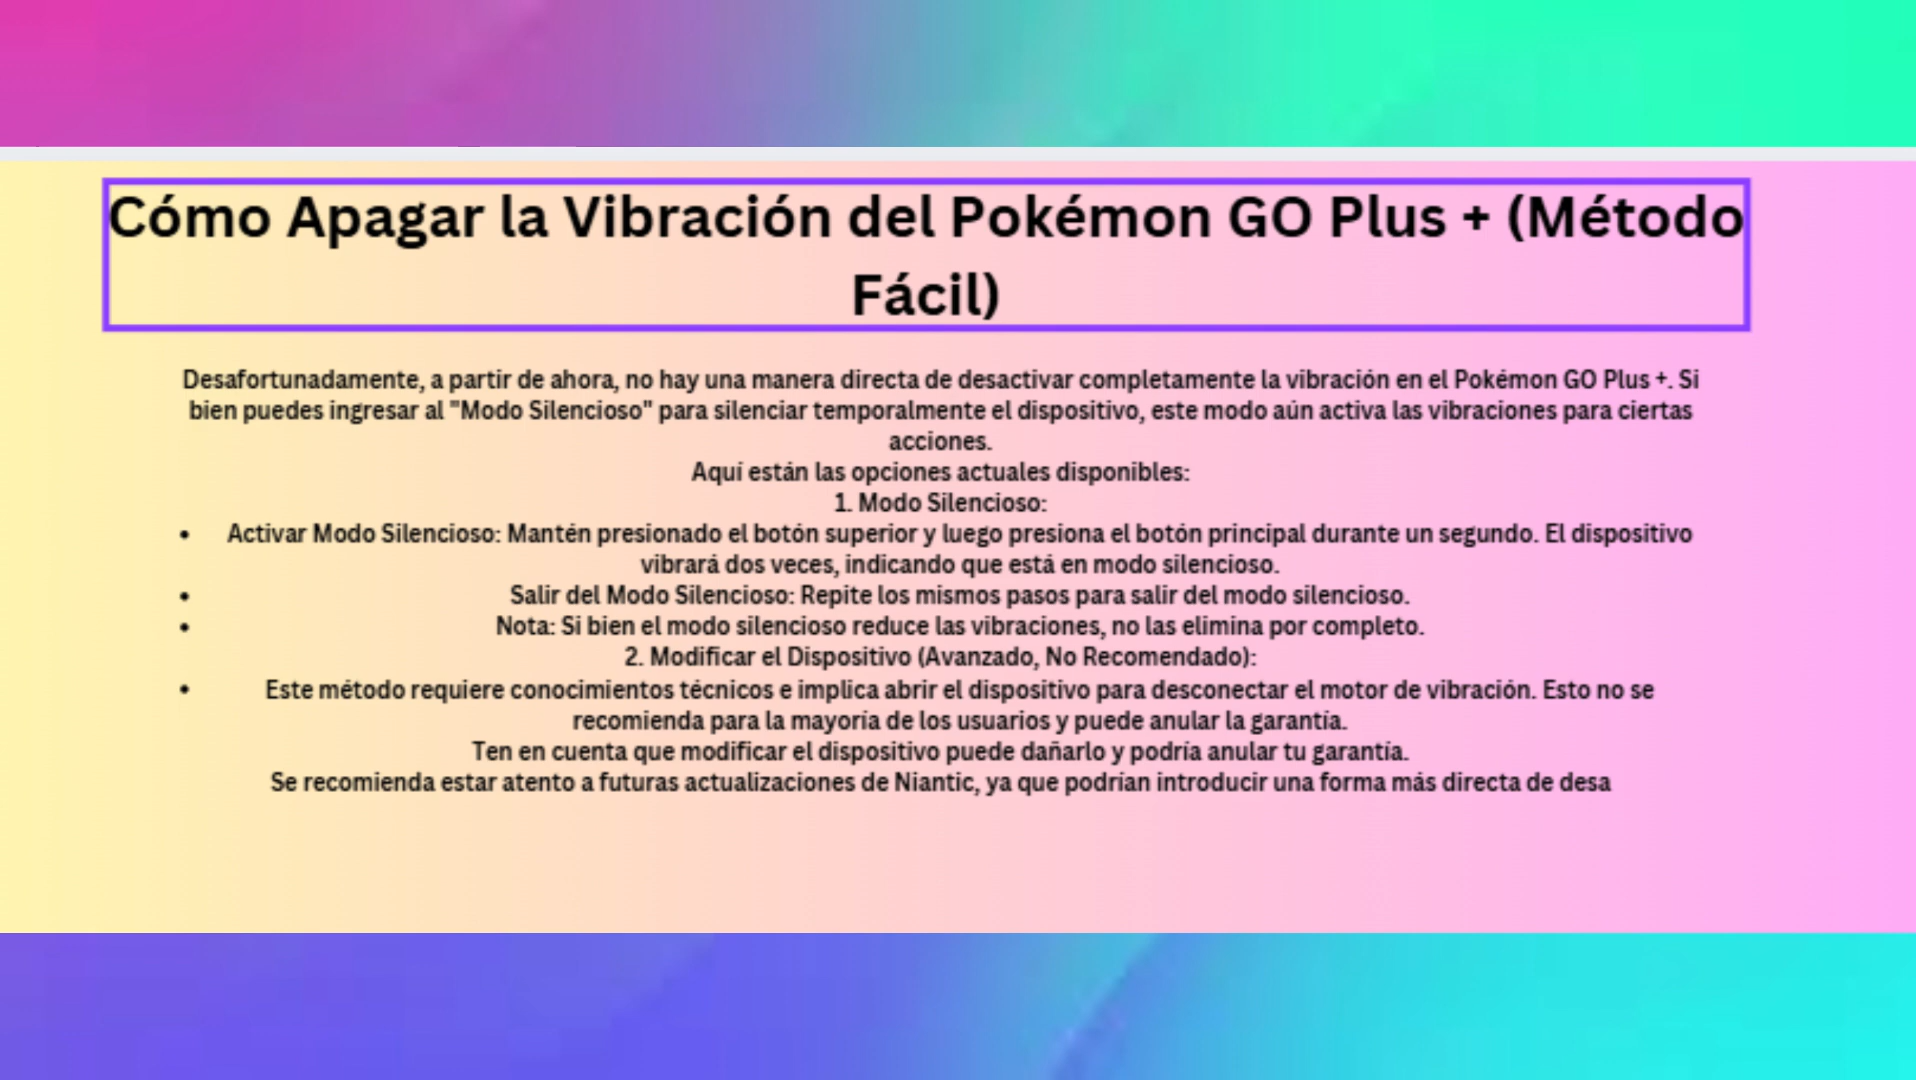 Cómo Apagar la Vibración del Pokémon GO Plus + (Método
Fácil)
Desafortunadamente, a partir de ahora, no hay una manera directa de desactivar completamente la vibración en el Pokémon GO Plus +. Si
bien puedes ingresar al "Modo Silencioso" para silenciar temporalmente el dispositivo, este modo aún activa las vibraciones para ciertas
acciones.
Aquí están las opciones actuales disponibles:
1. Modo Silencioso:
• Activar Modo Silencioso: Mantén presionado el botón superior y luego presiona el botón principal durante un segundo. El dispositivo
vibrará dos veces, indicando que está en modo silencioso.
• Salir del Modo Silencioso: Repite los mismos pasos para salir del modo silencioso.
• Nota: Si bien el modo silencioso reduce las vibraciones, no las elimina por completo.
2. Modificar el Dispositivo (Avanzado, No Recomendado):
• Este método requiere conocimientos técnicos e implica abrir el dispositivo para desconectar el motor de vibración. Esto no se
recomienda para la mayoría de los usuarios y puede anular la garantía.
Ten en cuenta que modificar el dispositivo puede dañarlo y podría anular tu garantía.
Se recomienda estar atento a futuras actualizaciones de Niantic, ya que podrían introducir una forma más directa de desa